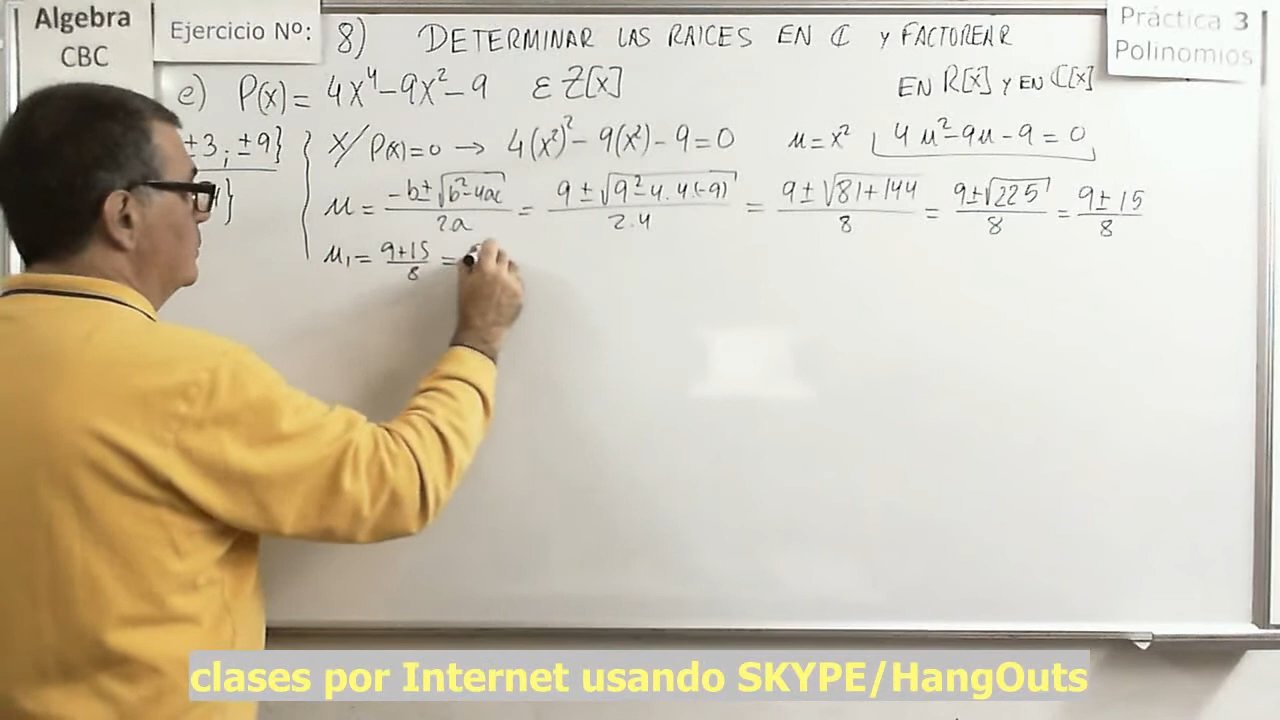 Algebra
CBC
Ejercicio Nº:
8) DETERMINAR LAS RAICES EN ℂ y FACTOREAR
EN R[x] y EN ℂ[x]
Práctica 3
Polinomios
e) P(x) = 4x⁴ - 9x² - 9 ε Z[x]
±3 ; ±9}
x / P(x)=0 → 4(x²)² - 9(x²) - 9 = 0 u = x² 4u² - 9u - 9 = 0
u = (-b ± √(b² - 4ac))/2a = (9 ± √(9² 4.4(-9)))/2.4 = (9 ± √(81 + 144))/8 = (9 ± √225)/8 = (9 ± 15)/8
u₁ = (9+15)/8 =
clases por Internet usando SKYPE/HangOuts